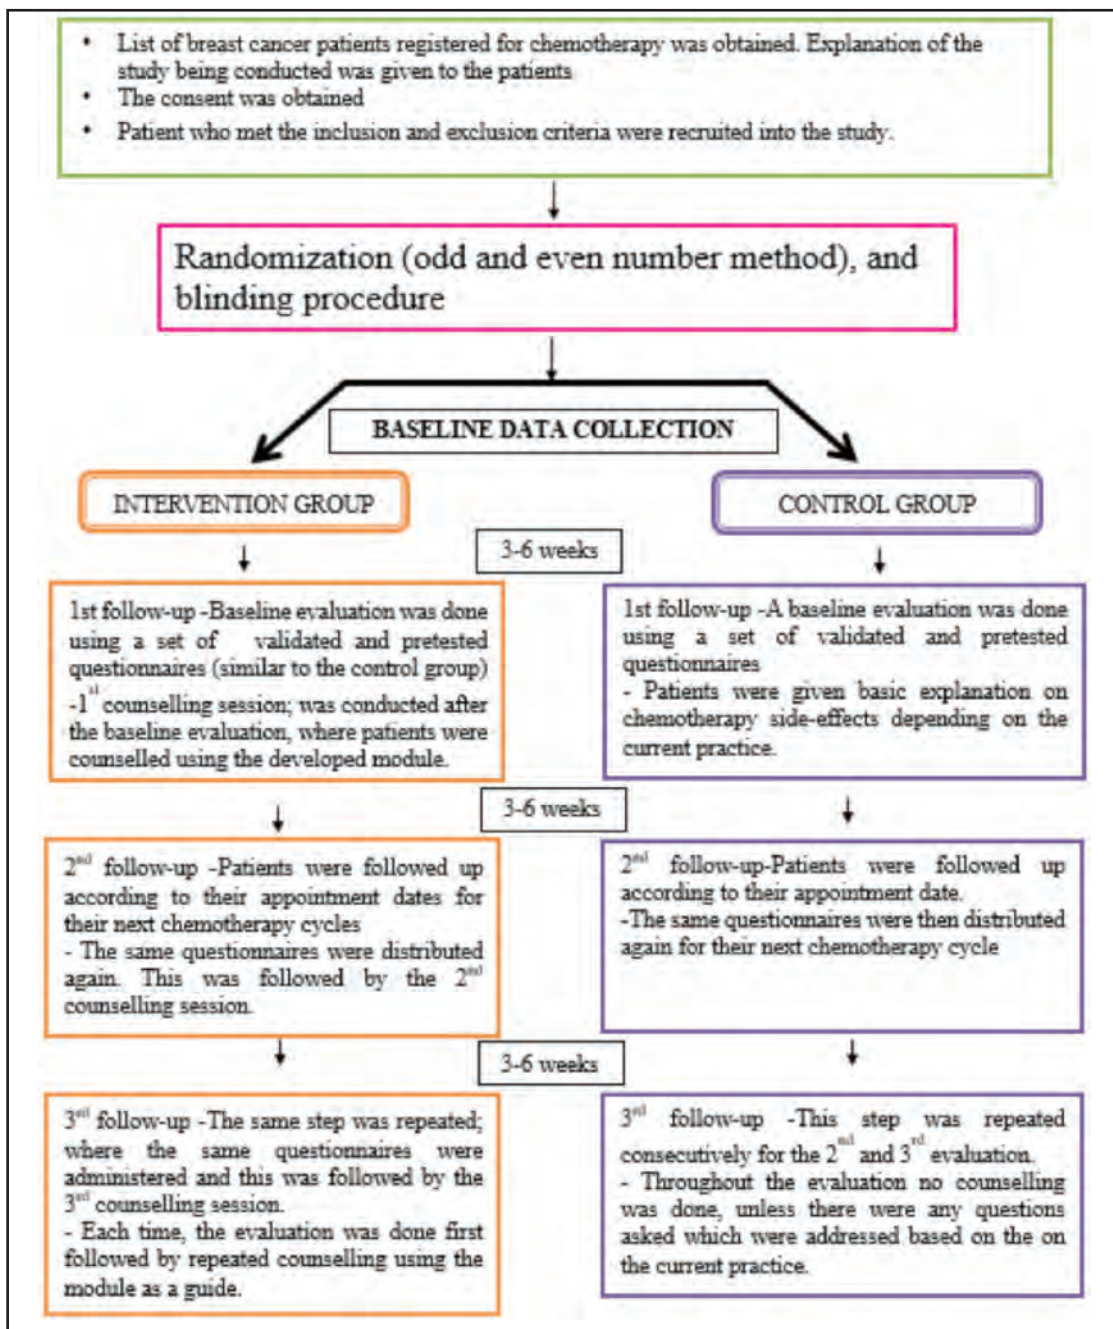 • List of breast cancer patients registered for chemotherapy was obtained. Explanation of the
study being conducted was given to the patients
• The consent was obtained
• Patient who met the inclusion and exclusion criteria were recruited into the study.
Randomization (odd and even number method), and
blinding procedure
BASELINE DATA COLLECTION
INTERVENTION GROUP
CONTROL GROUP
3-6 weeks
1st follow-up -Baseline evaluation was done
using a set of validated and pretested
questionnaires (similar to the control group)
-1st counselling session; was conducted after
the baseline evaluation, where patients were
counselled using the developed module.
1st follow-up -A baseline evaluation was done
using a set of validated and pretested
questionnaires
- Patients were given basic explanation on
chemotherapy side-effects depending on the
current practice.
3-6 weeks
2nd follow-up -Patients were followed up
according to their appointment dates for
their next chemotherapy cycles
- The same questionnaires were distributed
again. This was followed by the 2nd
counselling session.
2nd follow-up-Patients were followed up
according to their appointment date.
-The same questionnaires were then distributed
again for their next chemotherapy cycle
3-6 weeks
3rd follow-up -The same step was repeated;
where the same questionnaires were
administered and this was followed by the
3rd counselling session.
- Each time, the evaluation was done first
followed by repeated counselling using the
module as a guide.
3rd follow-up -This step was repeated
consecutively for the 2nd and 3rd evaluation.
- Throughout the evaluation no counselling
was done, unless there were any questions
asked which were addressed based on the on
the current practice.